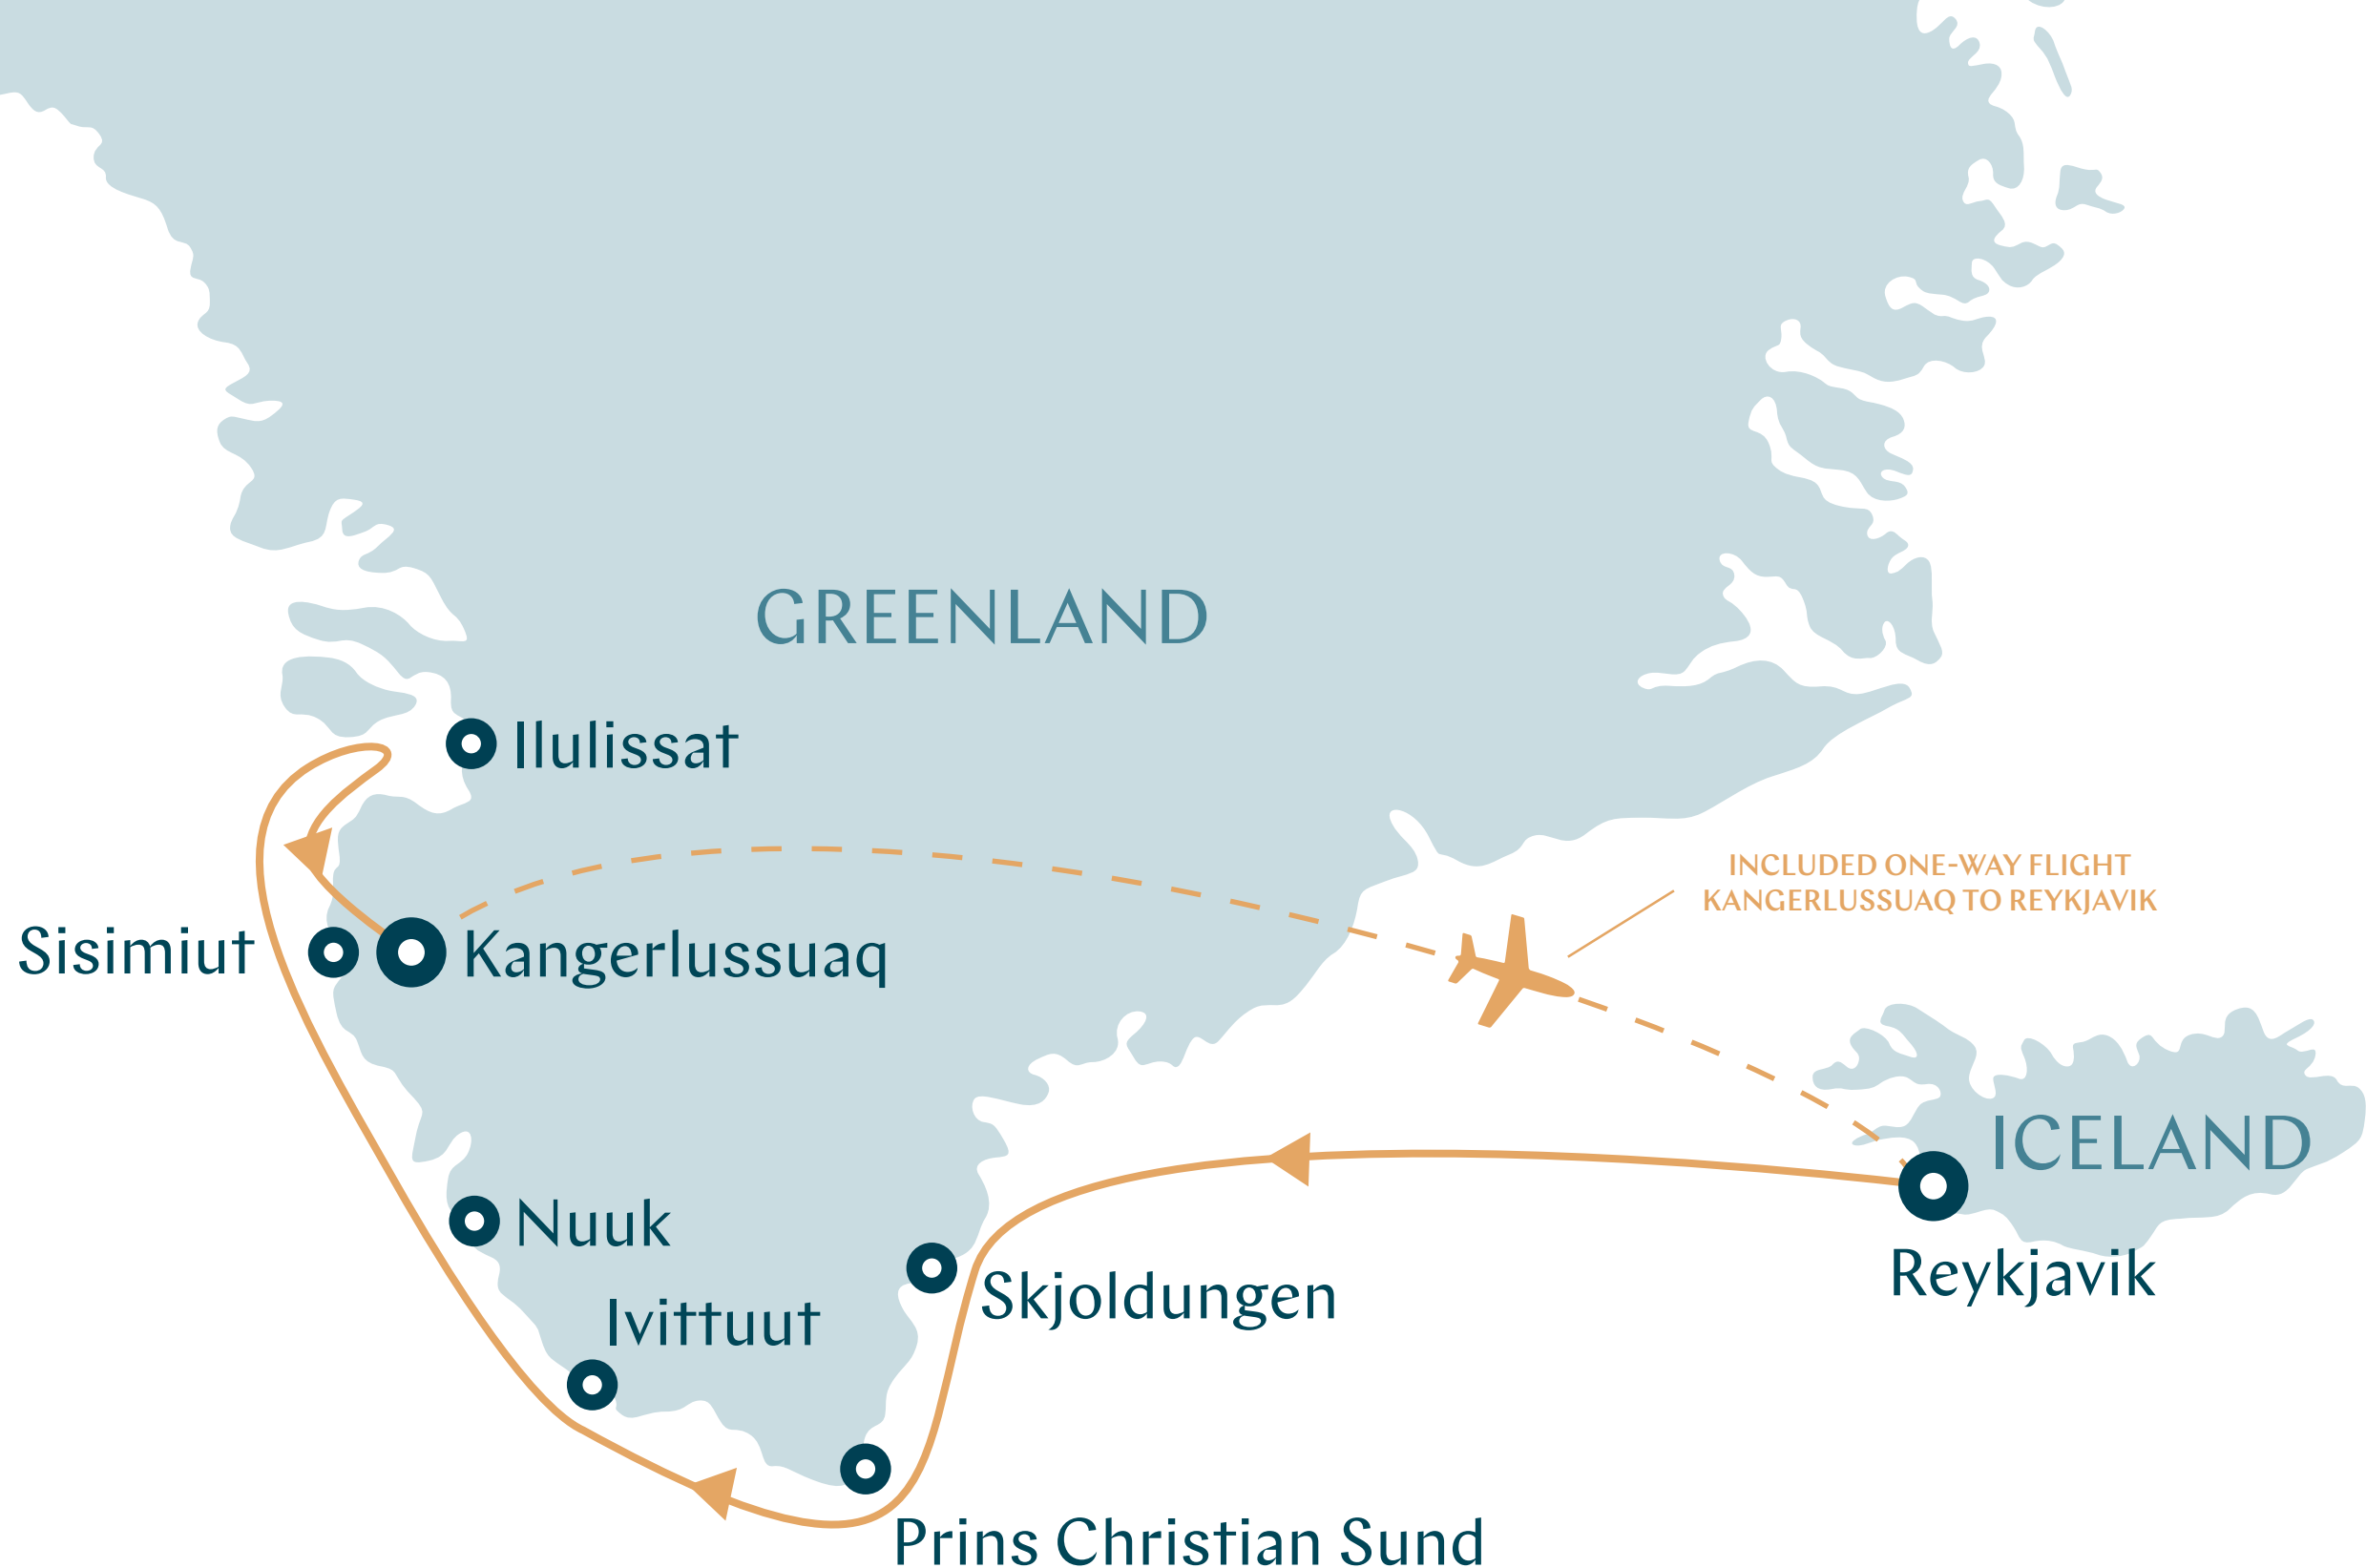 GREENLAND
Ilulissat
INCLUDED ONE-WAY FLIGHT
KANGERLUSSUAQ TO REYKJAVIK
Sisimiut
Kangerlussuaq
ICELAND
Nuuk
Reykjavik
Skjoldungen
Ivittuut
Prins Christian Sund